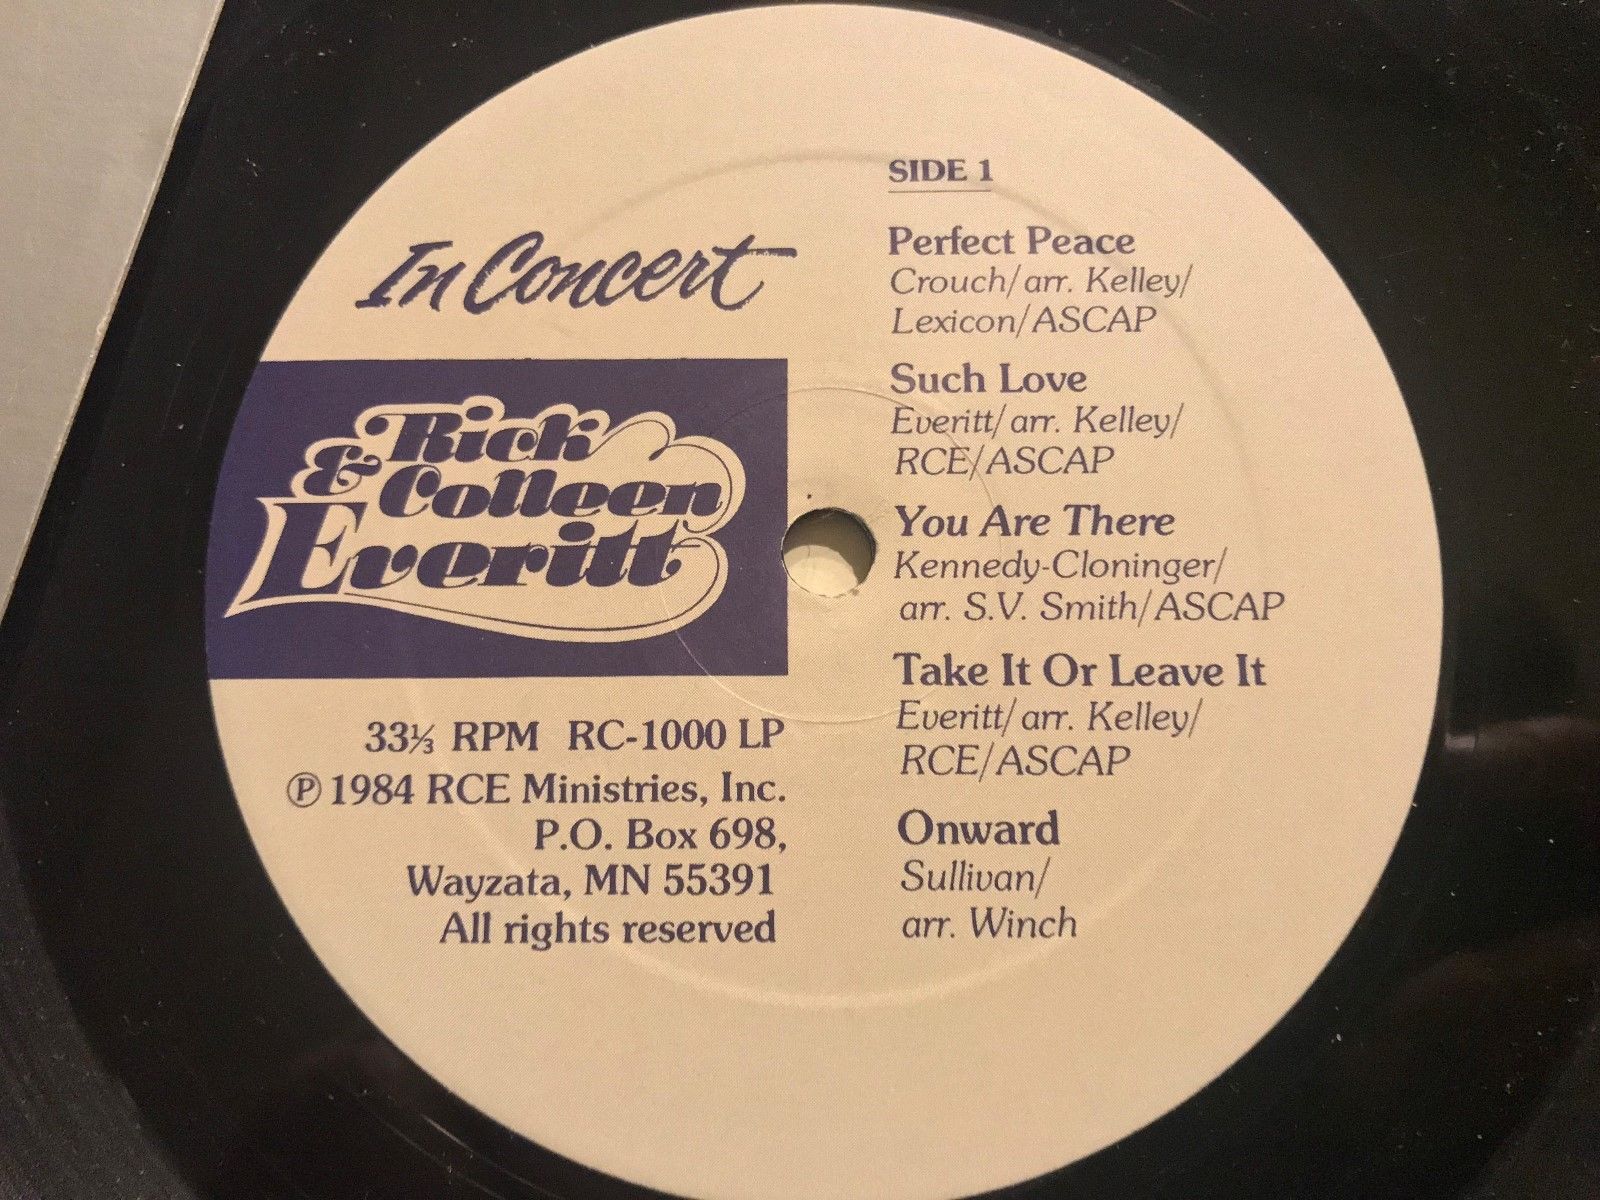 In Concert
Rick
& Colleen
Everitt
33⅓ RPM RC-1000 LP
Ⓟ 1984 RCE Ministries, Inc.
P.O. Box 698,
Wayzata, MN 55391
All rights reserved
SIDE 1
Perfect Peace
Crouch/arr. Kelley/
Lexicon/ASCAP
Such Love
Everitt/arr. Kelley/
RCE/ASCAP
You Are There
Kennedy-Cloninger/
arr. S.V. Smith/ASCAP
Take It Or Leave It
Everitt/arr. Kelley/
RCE/ASCAP
Onward
Sullivan/
arr. Winch